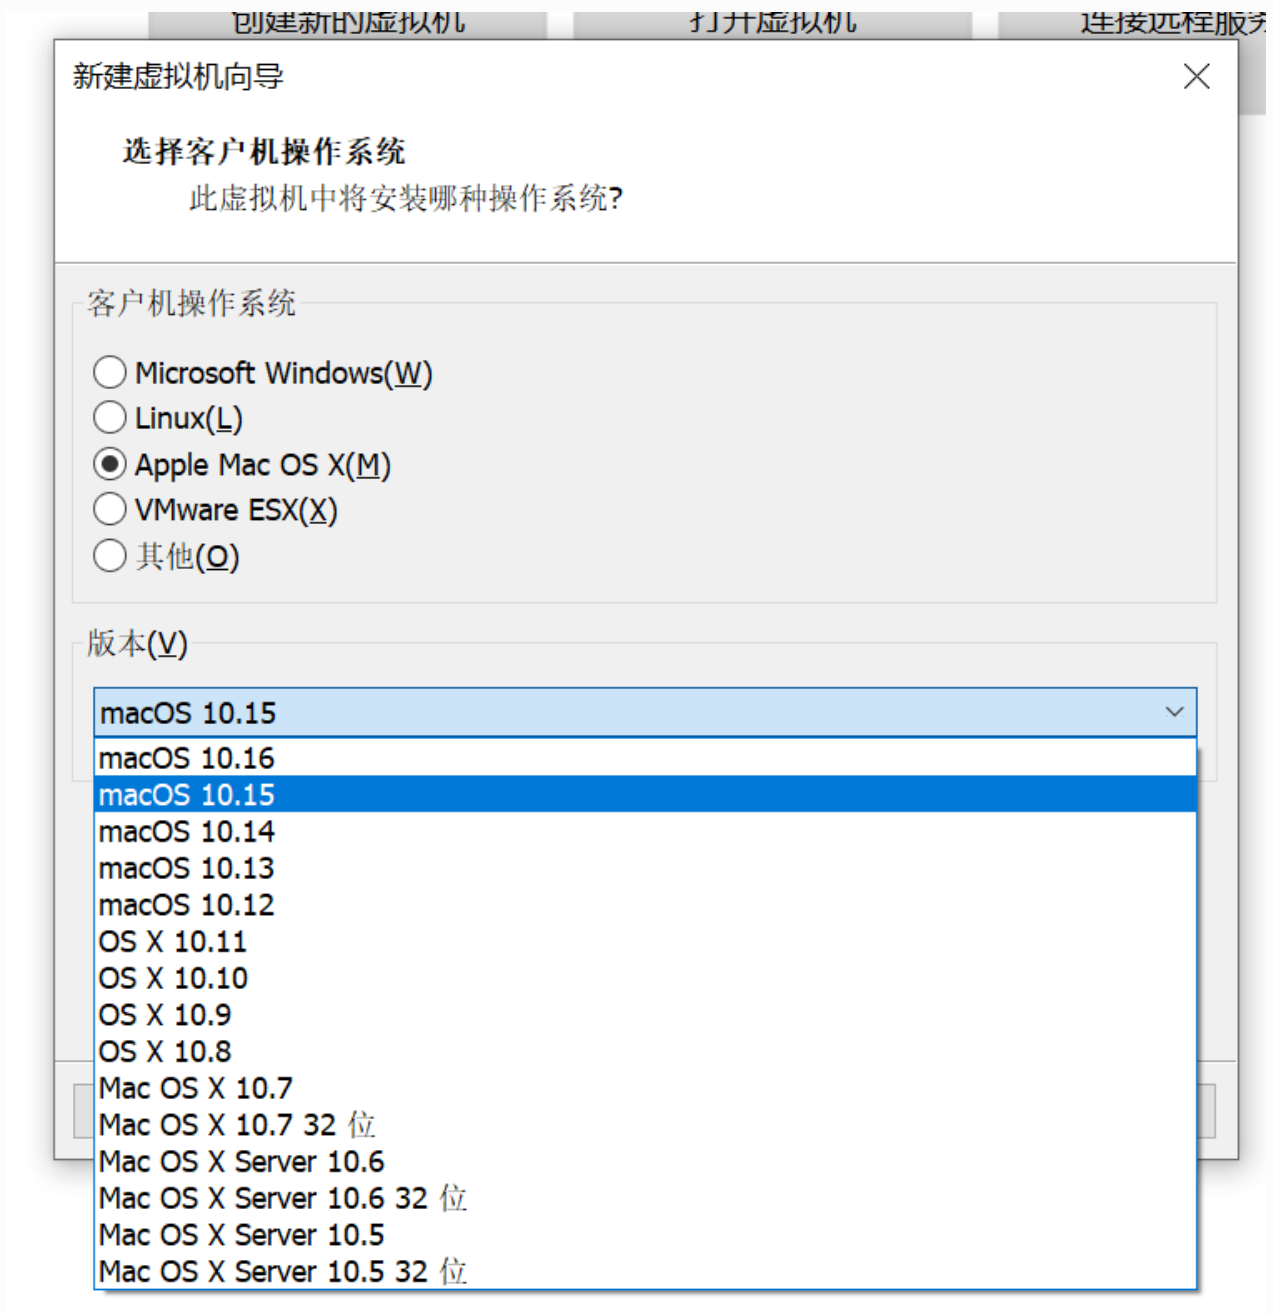 创建新的虚拟机
打开虚拟机
连接远程服务
新建虚拟机向导
选择客户机操作系统
此虚拟机中将安装哪种操作系统?
客户机操作系统
Microsoft Windows(W)
Linux(L)
Apple Mac OS X(M)
VMware ESX(X)
其他(O)
版本(V)
macOS 10.15
macOS 10.16
macOS 10.15
macOS 10.14
macOS 10.13
macOS 10.12
OS X 10.11
OS X 10.10
OS X 10.9
OS X 10.8
Mac OS X 10.7
Mac OS X 10.7 32 位
Mac OS X Server 10.6
Mac OS X Server 10.6 32 位
Mac OS X Server 10.5
Mac OS X Server 10.5 32 位